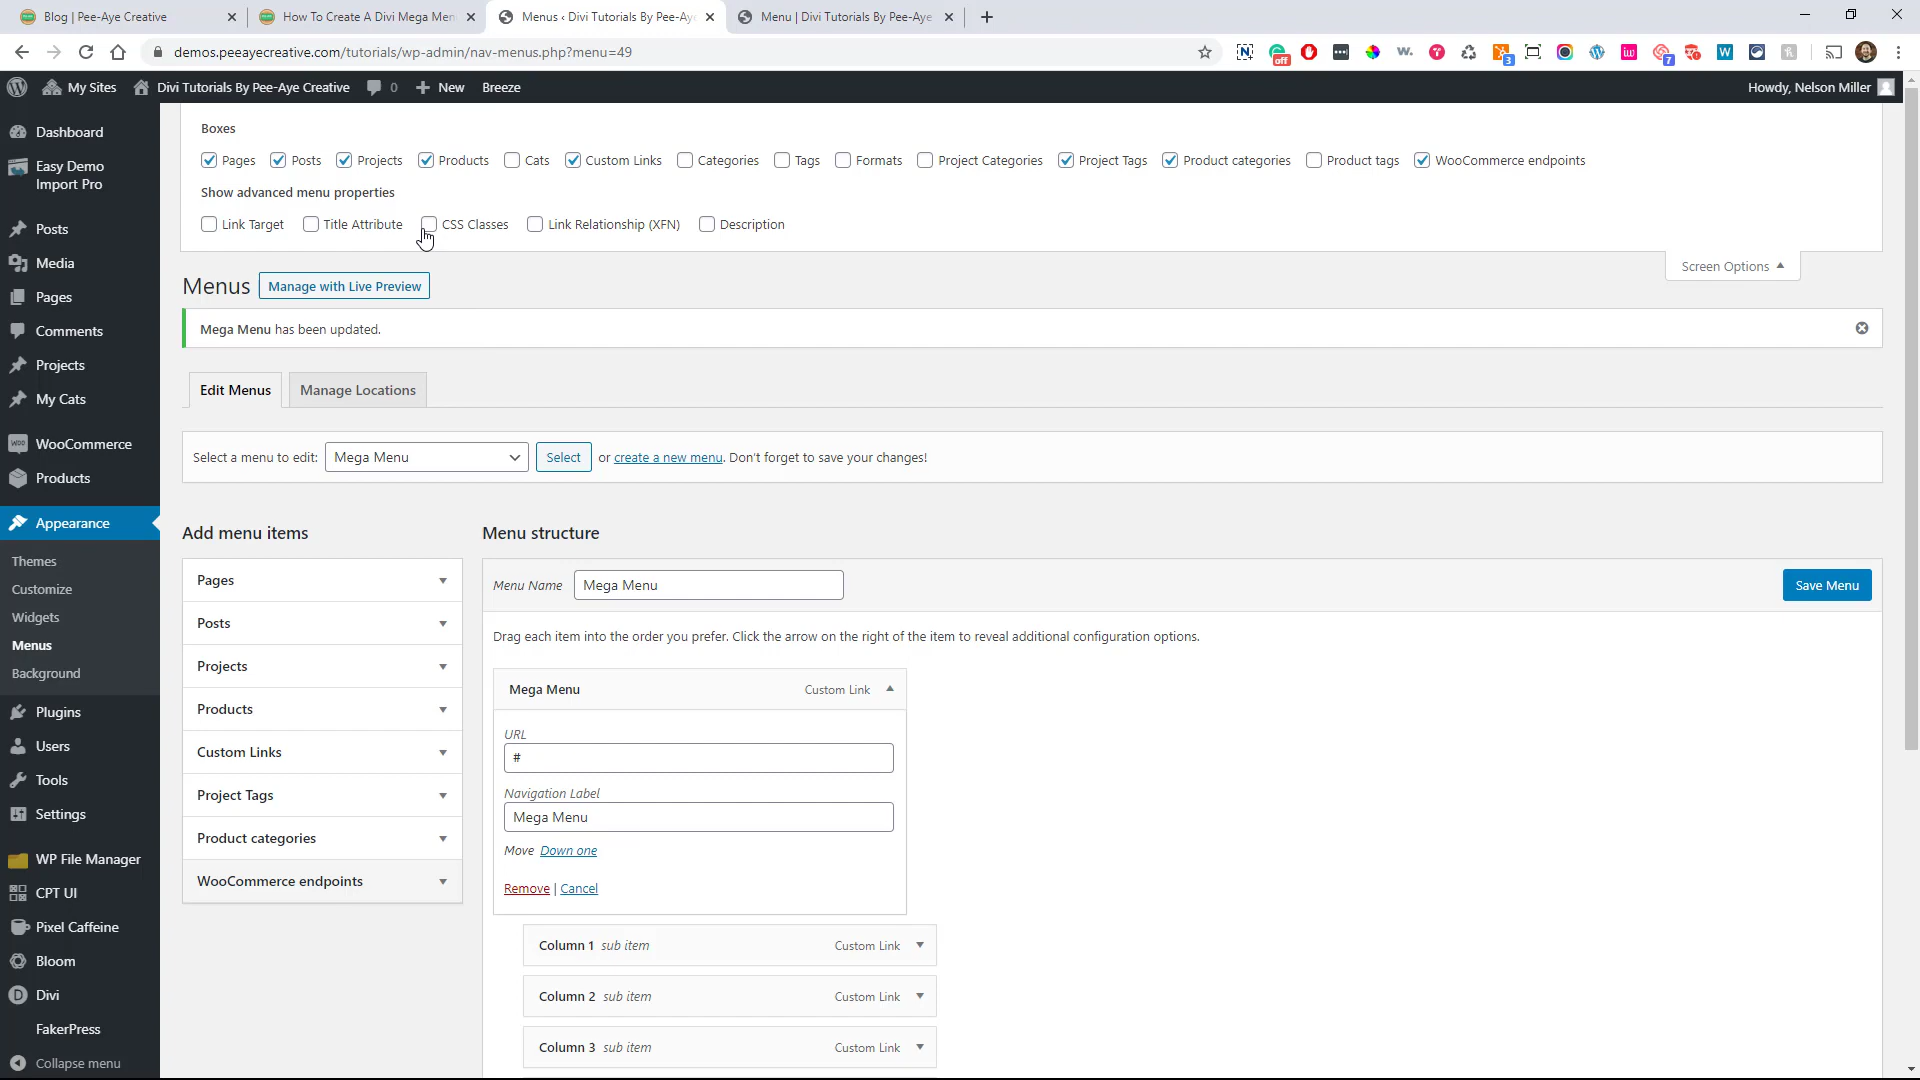 Blog | Pee-Aye Creative
How To Create A Divi Mega Men
Menus ‹ Divi Tutorials By Pee-Ay
Menu | Divi Tutorials By Pee-Aye
demos.peeayecreative.com/tutorials/wp-admin/nav-menus.php?menu=49
off
3
7
My Sites
Divi Tutorials By Pee-Aye Creative
0
New
Breeze
Howdy, Nelson Miller
Dashboard
Easy Demo
Import Pro
Posts
Media
Pages
Comments
Projects
My Cats
WooCommerce
Products
Appearance
Themes
Customize
Widgets
Menus
Background
Plugins
Users
Tools
Settings
WP File Manager
CPT UI
Pixel Caffeine
Bloom
Divi
FakerPress
Collapse menu
Boxes
Pages Posts Projects Products Cats Custom Links Categories Tags Formats Project Categories Project Tags Product categories Product tags WooCommerce endpoints
Show advanced menu properties
Link Target Title Attribute CSS Classes Link Relationship (XFN) Description
Screen Options
Menus
Manage with Live Preview
Mega Menu has been updated.
Edit Menus
Manage Locations
Select a menu to edit: Mega Menu Select or create a new menu. Don't forget to save your changes!
Add menu items
Pages
Posts
Projects
Products
Custom Links
Project Tags
Product categories
WooCommerce endpoints
Menu structure
Menu Name Mega Menu
Save Menu
Drag each item into the order you prefer. Click the arrow on the right of the item to reveal additional configuration options.
Mega Menu Custom Link
URL
#
Navigation Label
Mega Menu
Move Down one
Remove | Cancel
Column 1 sub item Custom Link
Column 2 sub item Custom Link
Column 3 sub item Custom Link